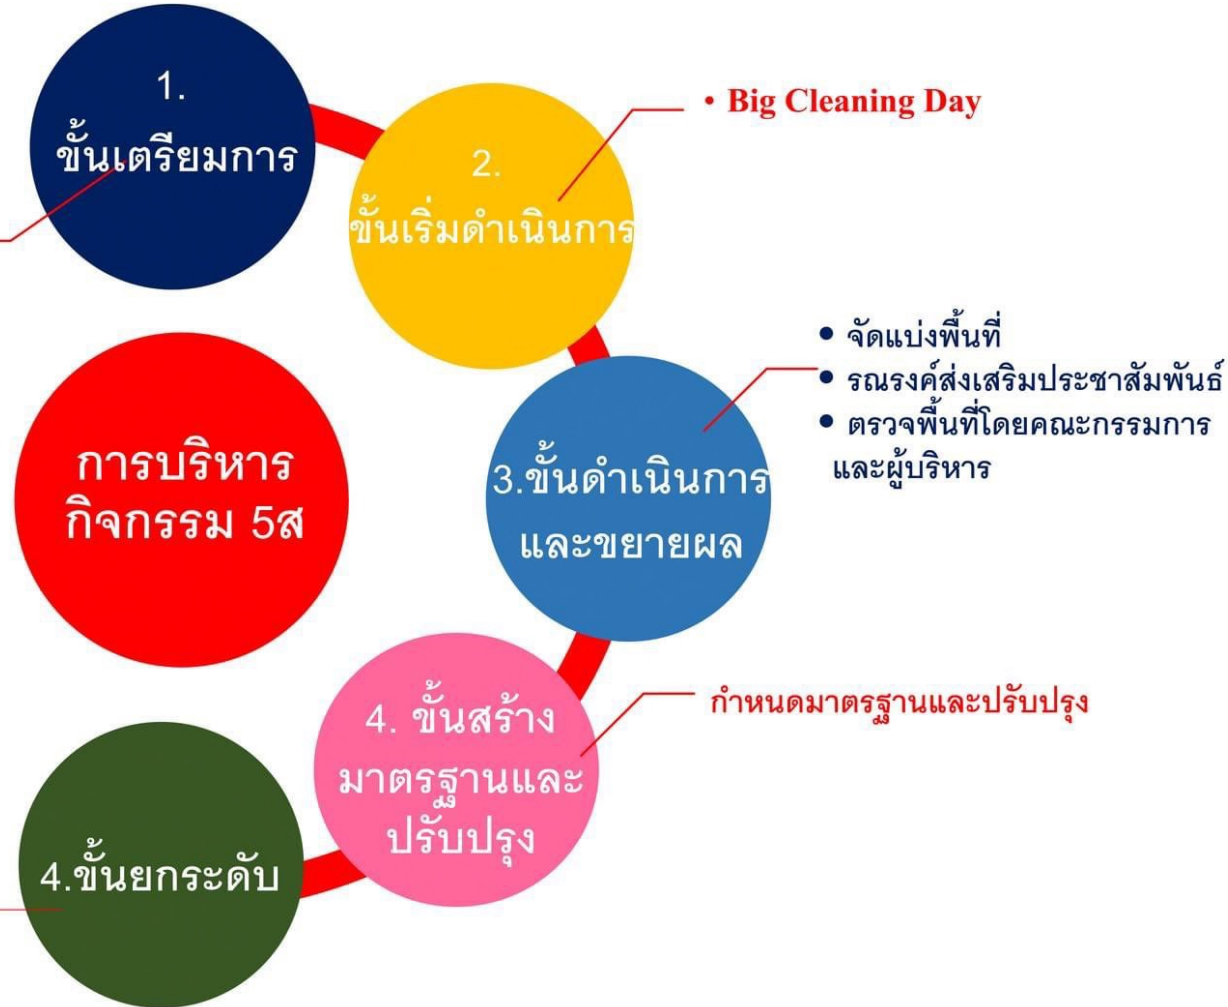 1.
ขั้นเตรียมการ
2.
ขั้นเริ่มดำเนินการ
• Big Cleaning Day
3.ขั้นดำเนินการ
และขยายผล
• จัดแบ่งพื้นที่
• รณรงค์ส่งเสริมประชาสัมพันธ์
• ตรวจพื้นที่โดยคณะกรรมการ
และผู้บริหาร
การบริหาร
กิจกรรม 5ส
4. ขั้นสร้าง
มาตรฐานและ
ปรับปรุง
กำหนดมาตรฐานและปรับปรุง
4.ขั้นยกระดับ